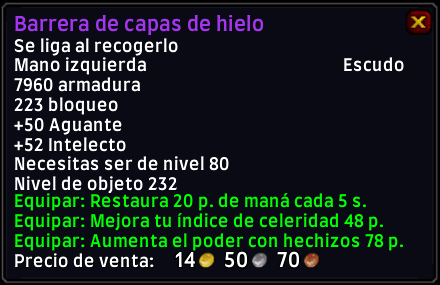 Barrera de capas de hielo
Se liga al recogerlo
Mano izquierda Escudo
7960 armadura
223 bloqueo
+50 Aguante
+52 Intelecto
Necesitas ser de nivel 80
Nivel de objeto 232
Equipar: Restaura 20 p. de maná cada 5 s.
Equipar: Mejora tu índice de celeridad 48 p.
Equipar: Aumenta el poder con hechizos 78 p.
Precio de venta: 14 50 70